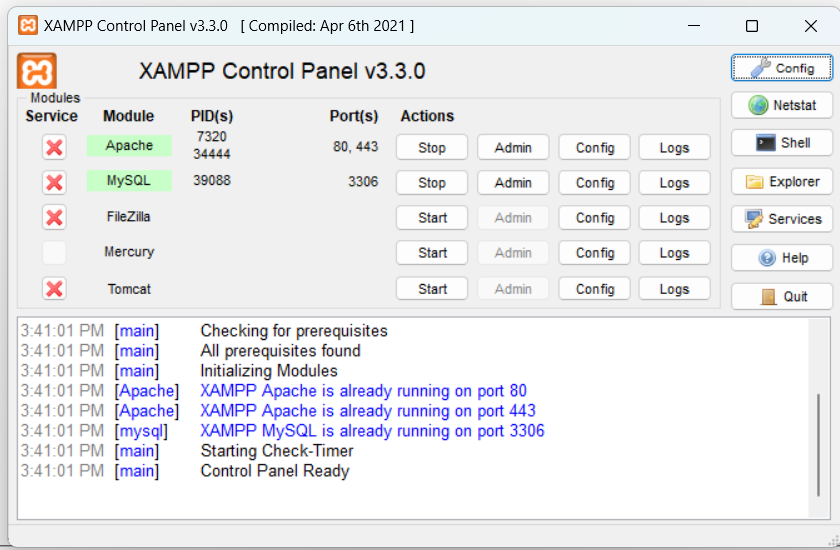 XAMPP Control Panel v3.3.0 [ Compiled: Apr 6th 2021 ]
XAMPP Control Panel v3.3.0
Config
Modules
Service Module PID(s) Port(s) Actions
Netstat
Apache 7320 34444 80, 443 Stop Admin Config Logs
Shell
MySQL 39088 3306 Stop Admin Config Logs
Explorer
FileZilla Start Admin Config Logs
Services
Mercury Start Admin Config Logs
Help
Tomcat Start Admin Config Logs
Quit
3:41:01 PM [main] Checking for prerequisites
3:41:01 PM [main] All prerequisites found
3:41:01 PM [main] Initializing Modules
3:41:01 PM [Apache] XAMPP Apache is already running on port 80
3:41:01 PM [Apache] XAMPP Apache is already running on port 443
3:41:01 PM [mysql] XAMPP MySQL is already running on port 3306
3:41:01 PM [main] Starting Check-Timer
3:41:01 PM [main] Control Panel Ready